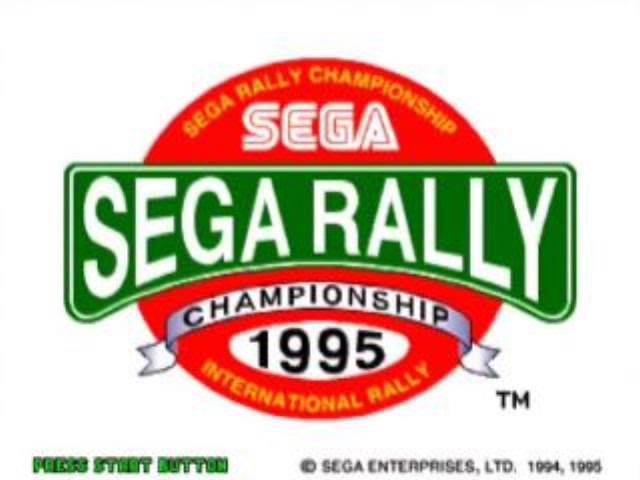 SEGA RALLY CHAMPIONSHIP
SEGA
SEGA RALLY
CHAMPIONSHIP
1995
INTERNATIONAL RALLY
TM
PRESS START BUTTON
© SEGA ENTERPRISES, LTD. 1994, 1995